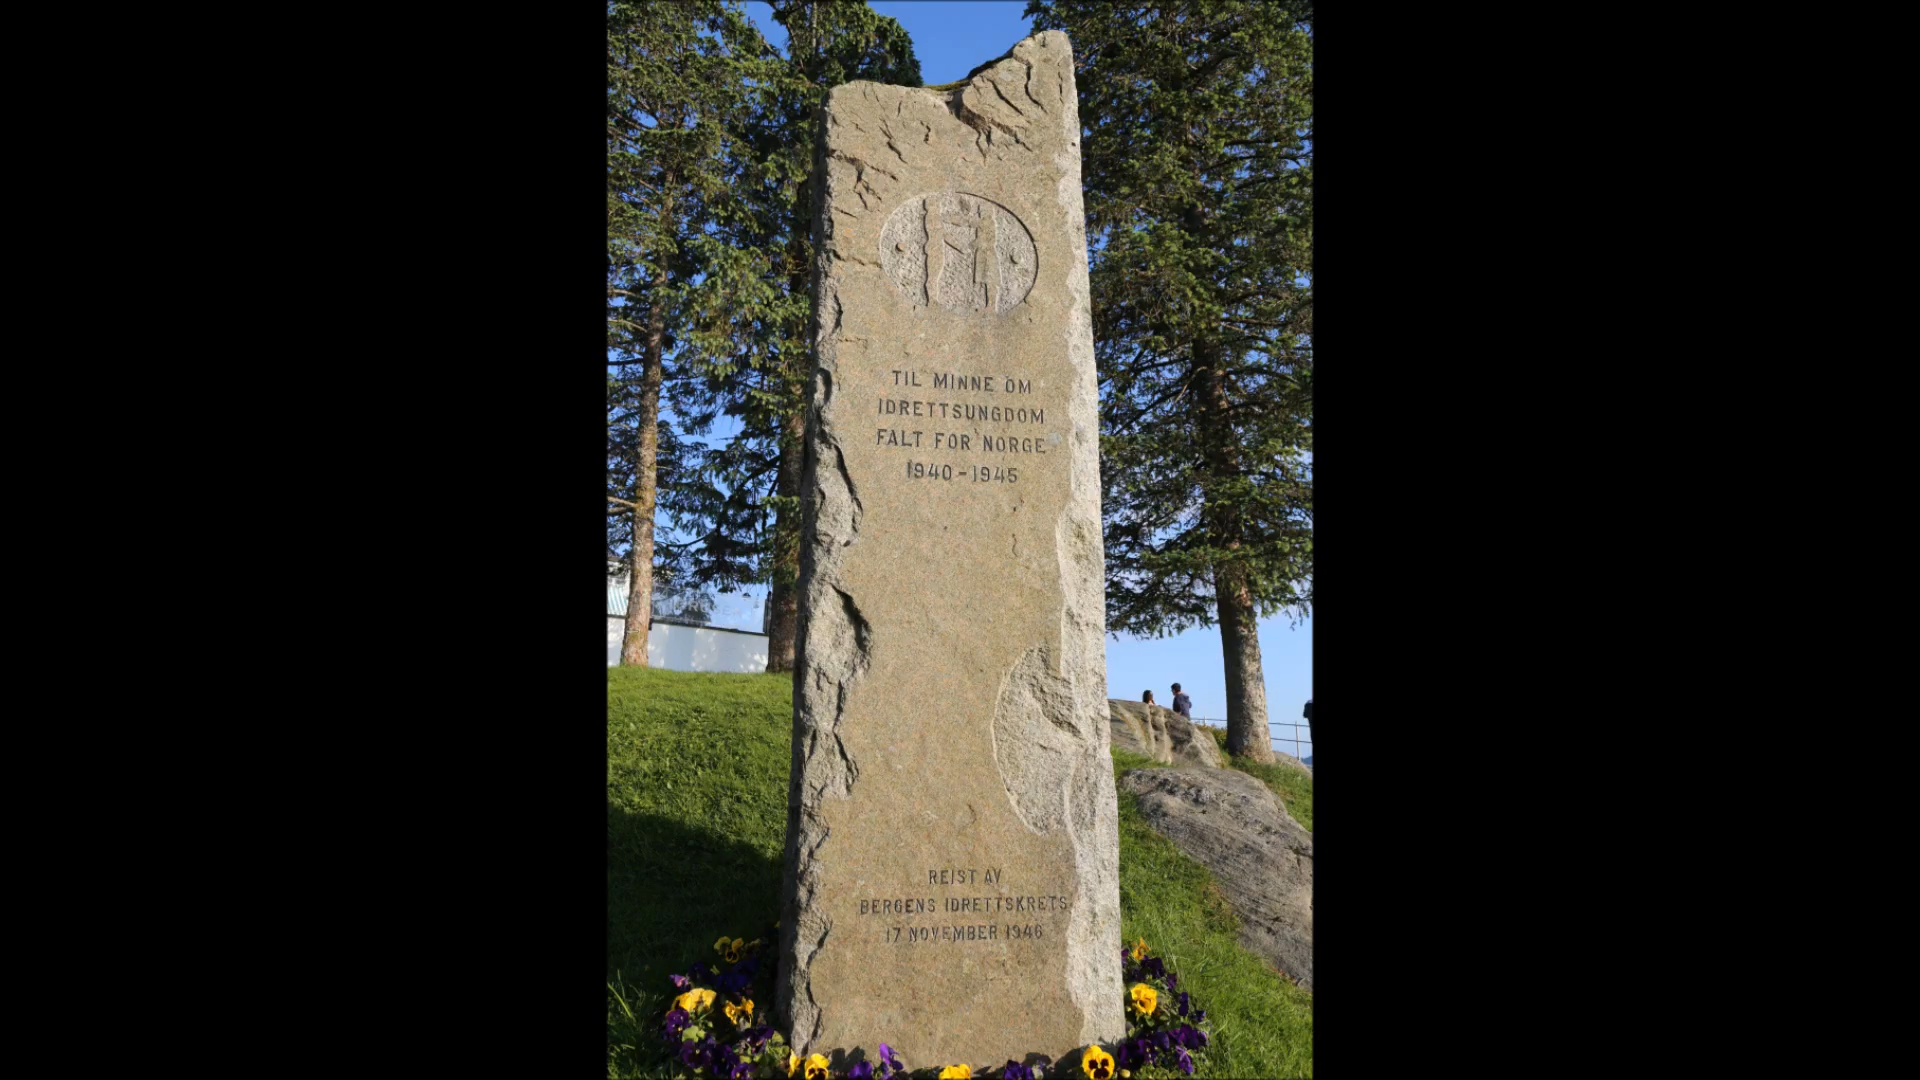 TIL MINNE OM
IDRETTSUNGDOM
FALT FOR NORGE
1940-1945
REIST AV
BERGENS IDRETTSKRETS
17 NOVEMBER 1946